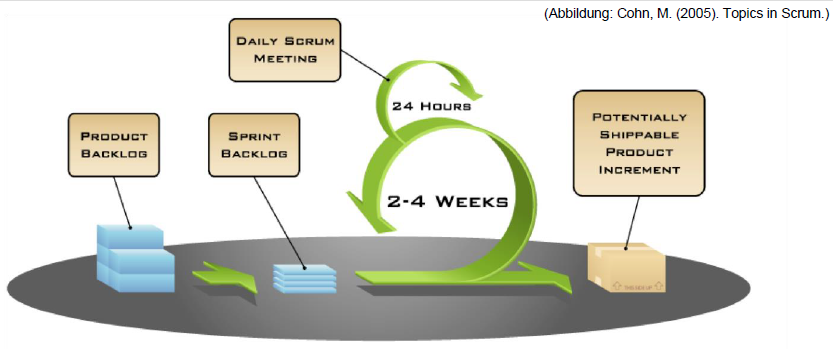 (Abbildung: Cohn, M. (2005). Topics in Scrum.)
DAILY SCRUM
MEETING
24 HOURS
PRODUCT
BACKLOG
SPRINT
BACKLOG
POTENTIALLY
SHIPPABLE
PRODUCT
INCREMENT
2-4 WEEKS